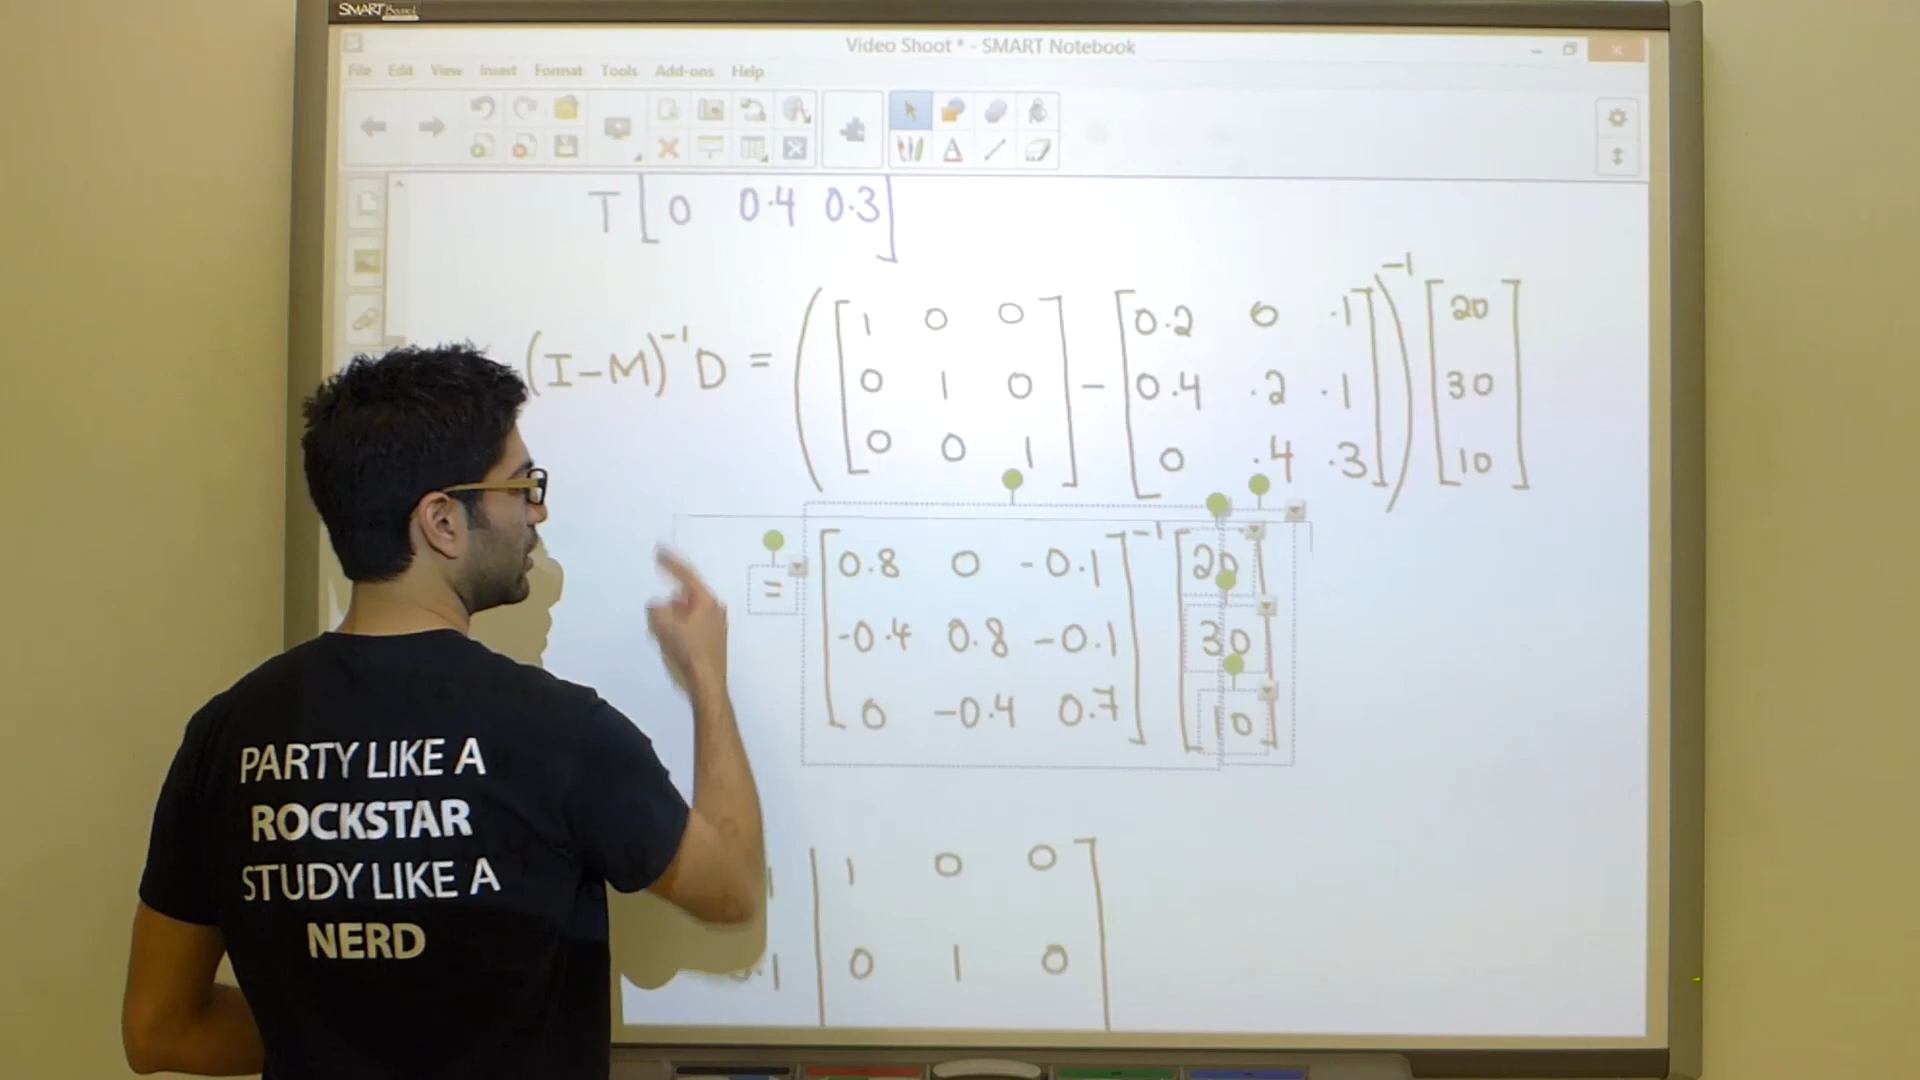 SMART Board
Video Shoot * - SMART Notebook
File Edit View Insert Format Tools Add-ons Help
A
T [ 0 0.4 0.3 ]
(I-M)⁻¹ D = ( [ 1 0 0 ] - [ 0.2 0 .1 ] )⁻¹ [ 20 ]
0 1 0 0.4 .2 .1 30
0 0 1 0 .4 .3 10
= [ 0.8 0 -0.1 ]⁻¹ [ 20 ]
-0.4 0.8 -0.1 30
0 -0.4 0.7 10
1 | 1 0 0 ]
0.1 | 0 1 0
PARTY LIKE A
ROCKSTAR
STUDY LIKE A
NERD